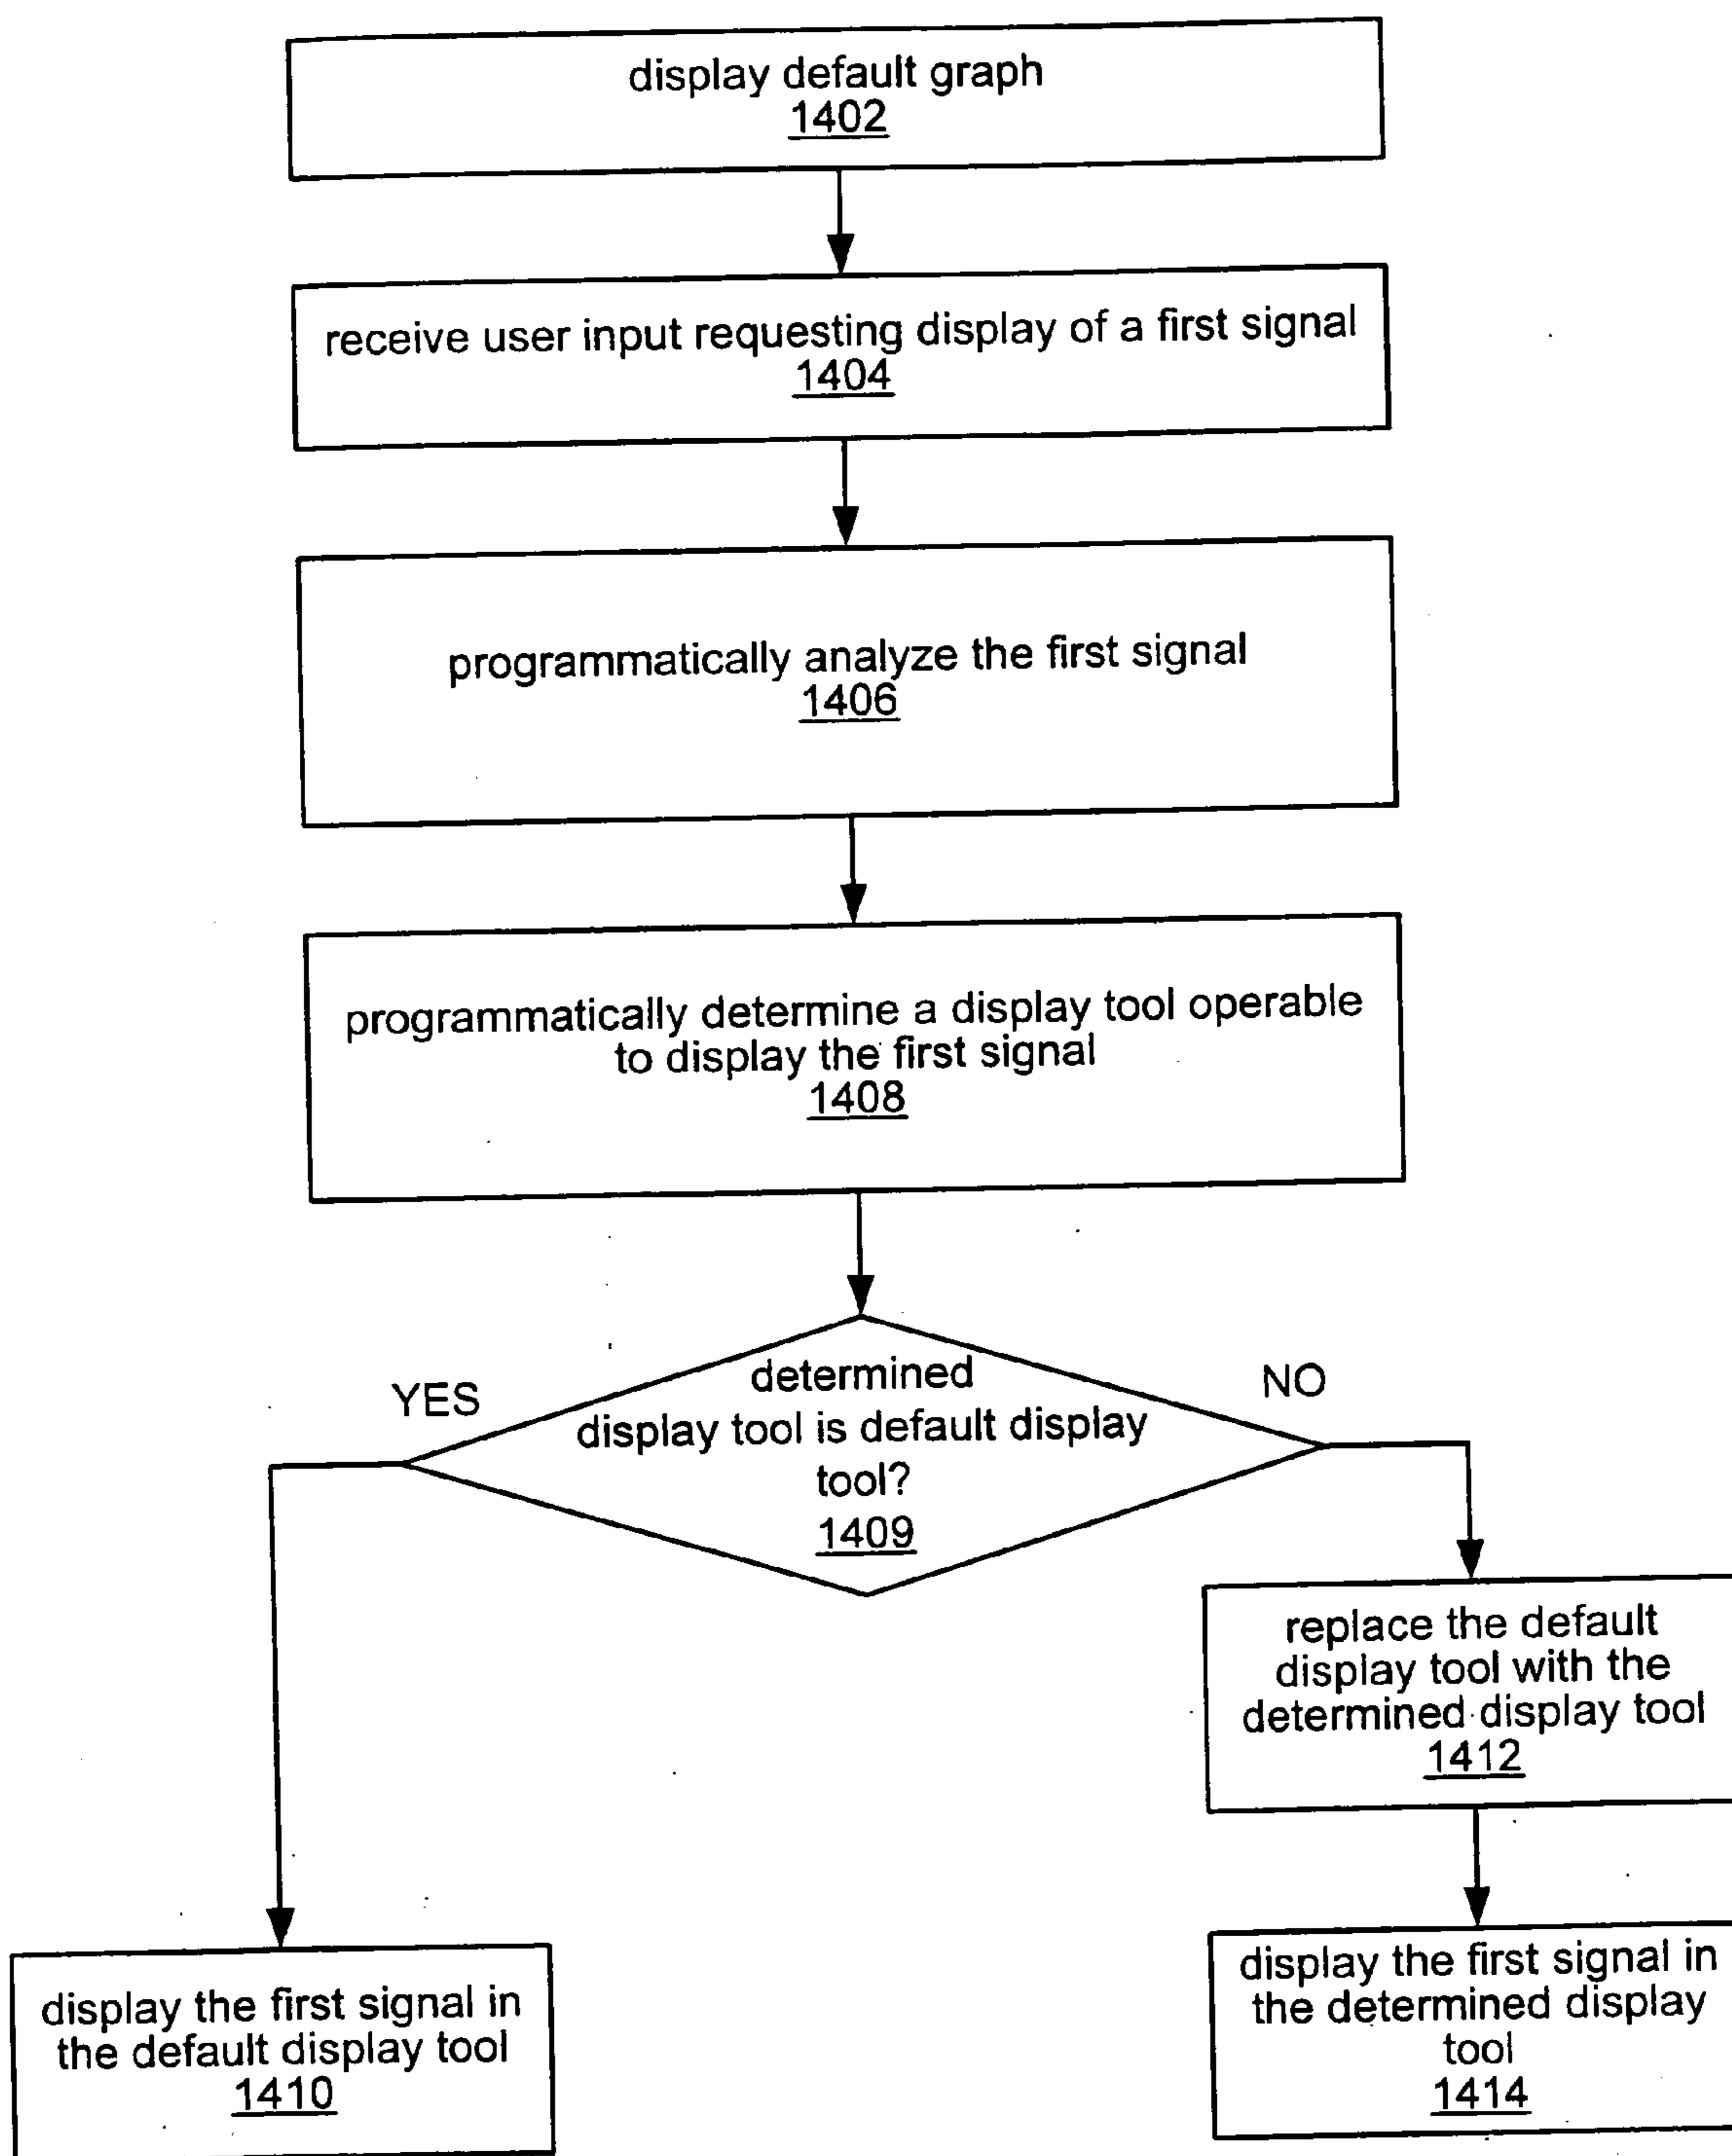 display default graph
1402
receive user input requesting display of a first signal
1404
programmatically analyze the first signal
1406
programmatically determine a display tool operable
to display the first signal
1408
YES
NO
determined
display tool is default display
tool?
1409
replace the default
display tool with the
determined display tool
1412
display the first signal in
the default display tool
1410
display the first signal in
the determined display
tool
1414